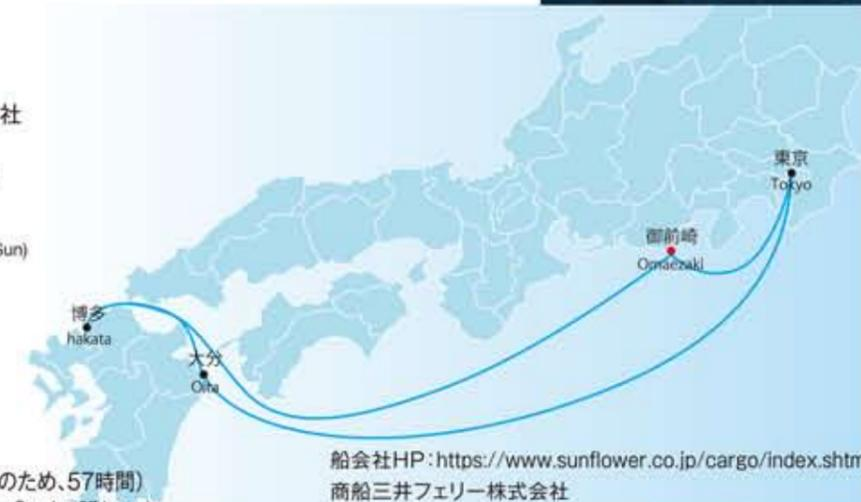 社
Sun)
東京
Tokyo
御前崎
Omaezaki
博多
hakata
大分
Oita
船会社HP：https://www.sunflower.co.jp/cargo/index.shtm
商船三井フェリー株式会社
のため、57時間）